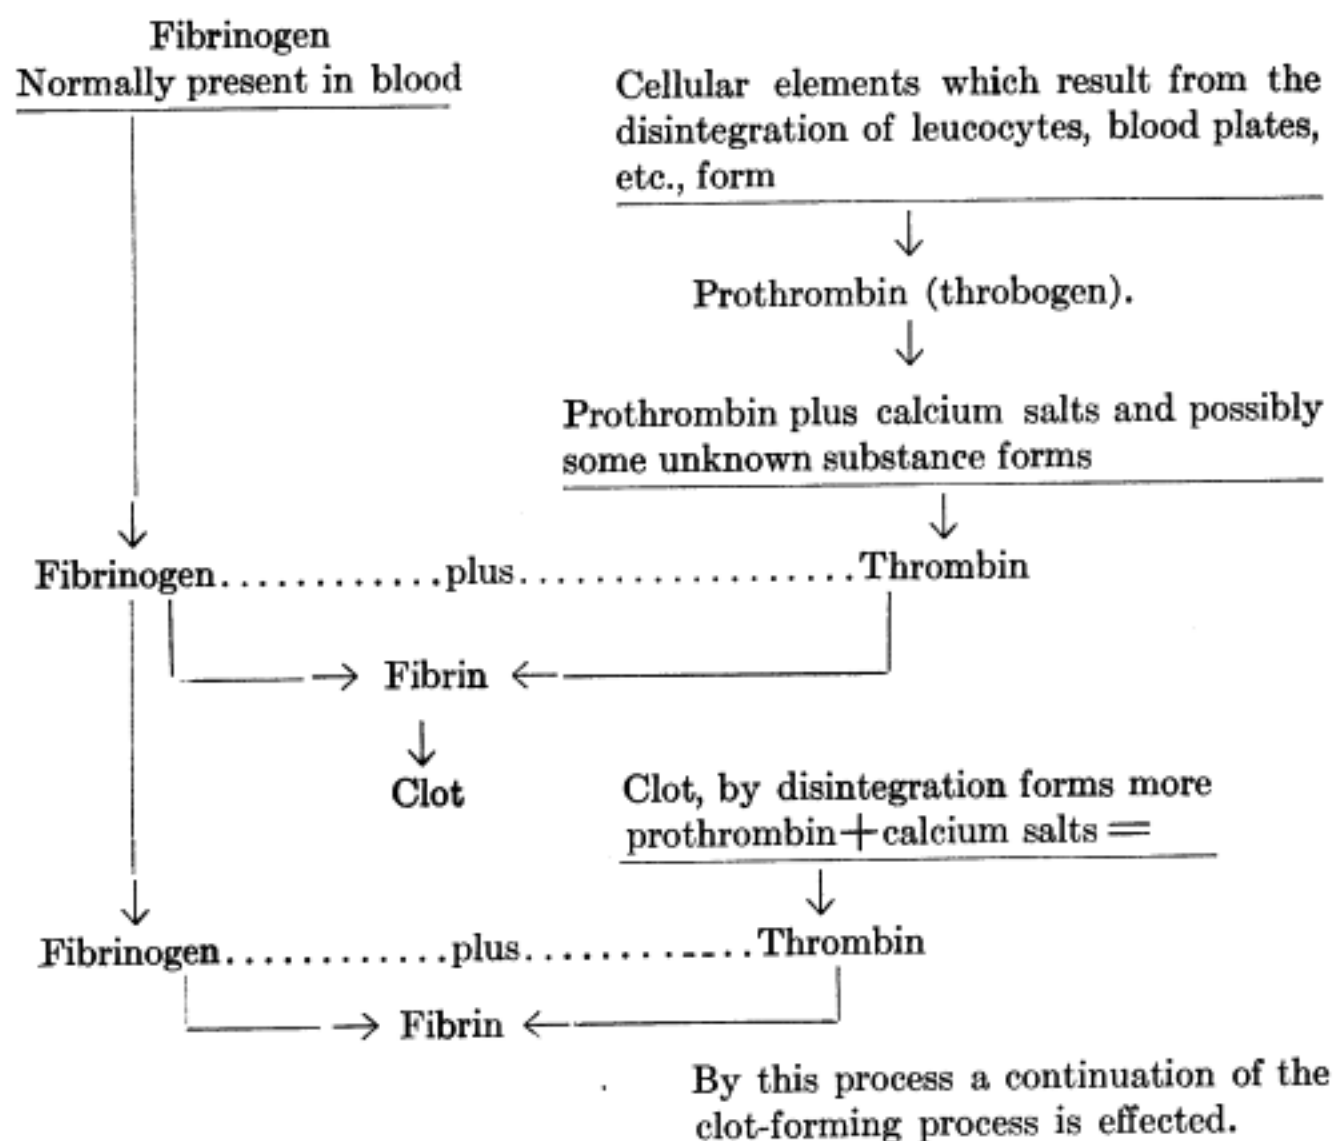 Fibrinogen
Normally present in blood
Cellular elements which result from the
disintegration of leucocytes, blood plates,
etc., form
Prothrombin (throbogen).
Prothrombin plus calcium salts and possibly
some unknown substance forms
Fibrinogen............plus..................Thrombin
Fibrin
Clot
Clot, by disintegration forms more
prothrombin+calcium salts=
Fibrinogen............plus............Thrombin
Fibrin
By this process a continuation of the
clot-forming process is effected.